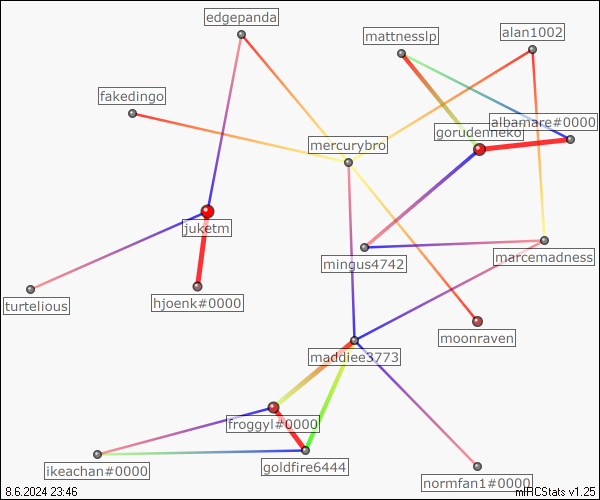 edgepanda
mattnesslp
alan1002
fakedingo
albamare#0000
gorudenneko
mercurybro
juketm
mingus4742
marcemadness
turtelious
hjoenk#0000
moonraven
maddiee3773
froggyl#0000
ikeachan#0000
goldfire6444
normfan1#0000
8.6.2024 23:46
mIRCStats v1.25